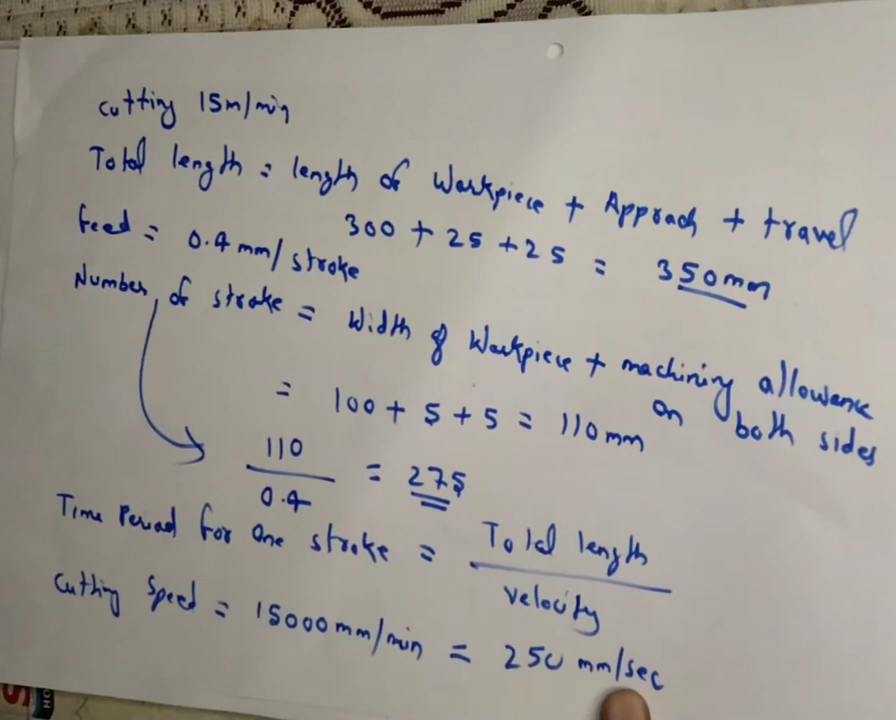 cutting 15m/min
Total length = length of Workpiece + Approach + travel
300 + 25 + 25 = 350mm
feed = 0.4 mm/stroke
Number of stroke = Width of Workpiece + machining allowance on both sides
= 100 + 5 + 5 = 110mm
110 / 0.4 = 275
Time Period for One stroke = Total length / velocity
Cutting Speed = 15000 mm/min = 250 mm/sec